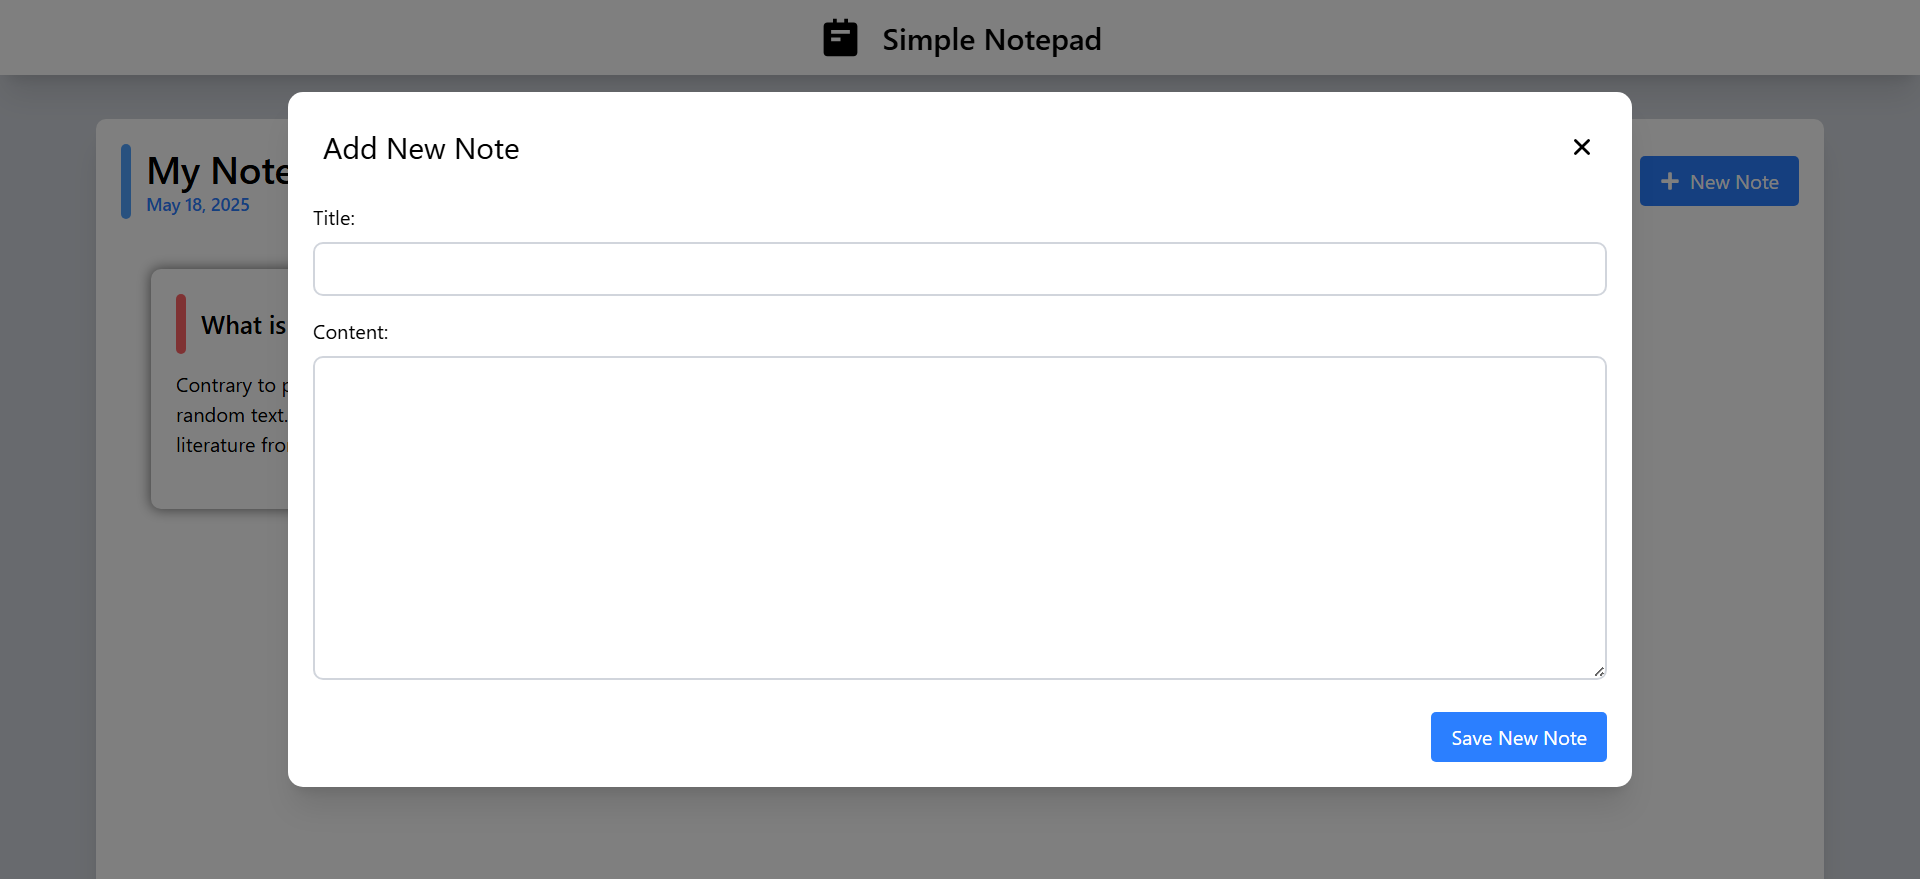 Simple Notepad
Add New Note
My Note
May 18, 2025
New Note
Title:
What is
Content:
Contrary to
random text.
literature
Save New Note